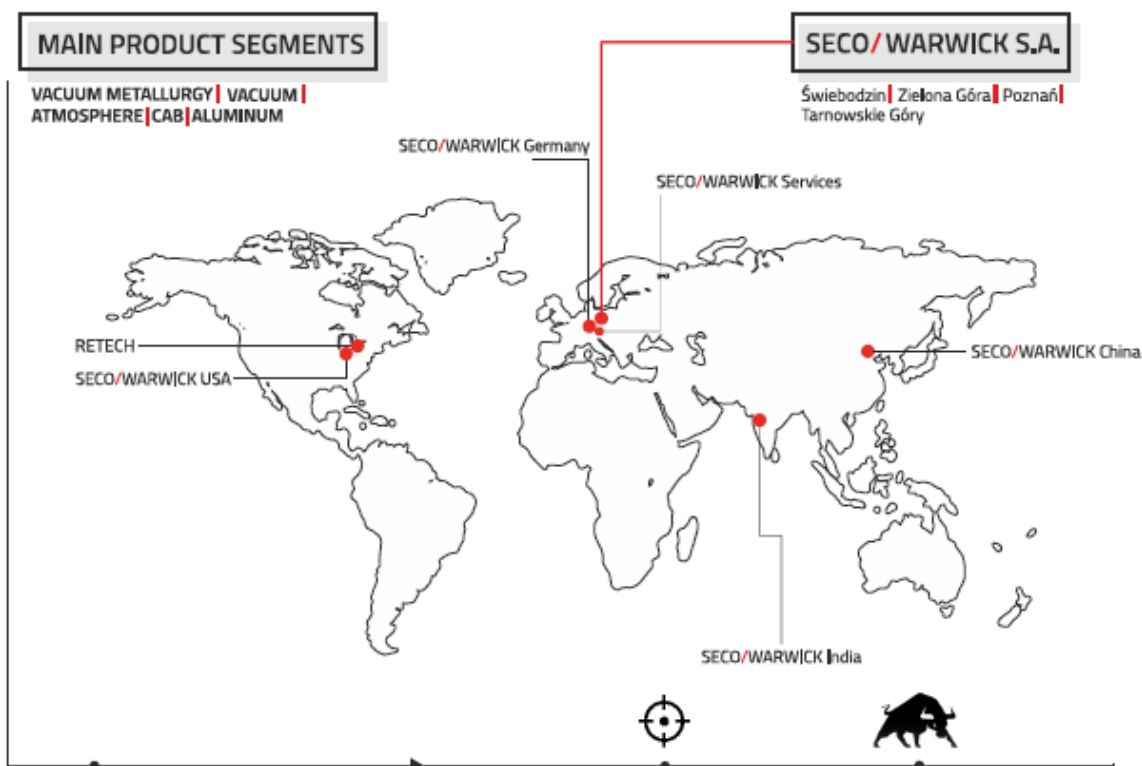 MAIN PRODUCT SEGMENTS
VACUUM METALLURGY | VACUUM |
ATMOSPHERE | CAB | ALUMINUM
SECO/WARWICK S.A.
Świebodzin | Zielona Góra | Poznań |
Tarnowskie Góry
SECO/WARWICK Germany
SECO/WARWICK Services
RETECH
SECO/WARWICK USA
SECO/WARWICK China
SECO/WARWICK India